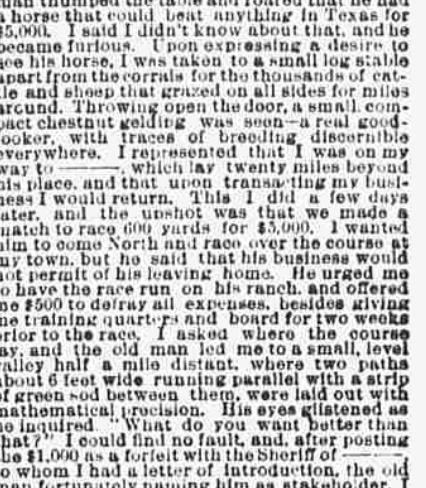 man thumped the table and roared that he had
a horse that could beat anything in Texas for
$5,000. I said I didn't know about that, and he
became furious. Upon expressing a desire to
see his horse, I was taken to a small log stable
apart from the corrals for the thousands of cat-
tle and sheep that grazed on all sides for miles
around. Throwing open the door, a small, com-
pact chestnut gelding was seen—a real good-
looker, with traces of breeding discernible
everywhere. I represented that I was on my
way to ———, which lay twenty miles beyond
his place, and that upon transacting my busi-
ness I would return. This I did a few days
later, and the upshot was that we made a
match to race 600 yards for $5,000. I wanted
him to come North and race over the course at
my town, but he said that his business would
not permit of his leaving home. He urged me
to have the race run on his ranch, and offered
me $500 to defray all expenses, besides giving
me training quarters and board for two weeks
prior to the race. I asked where the course
lay, and the old man led me to a small, level
valley half a mile distant, where two paths
about 6 feet wide running parallel with a strip
of green sod between them, were laid out with
mathematical precision. His eyes glistened as
he inquired "What do you want better than
that?" I could find no fault, and, after posting
the $1,000 as a forfeit with the Sheriff of ———,
to whom I had a letter of introduction, the old
man fortunately naming him as stakeholder, I